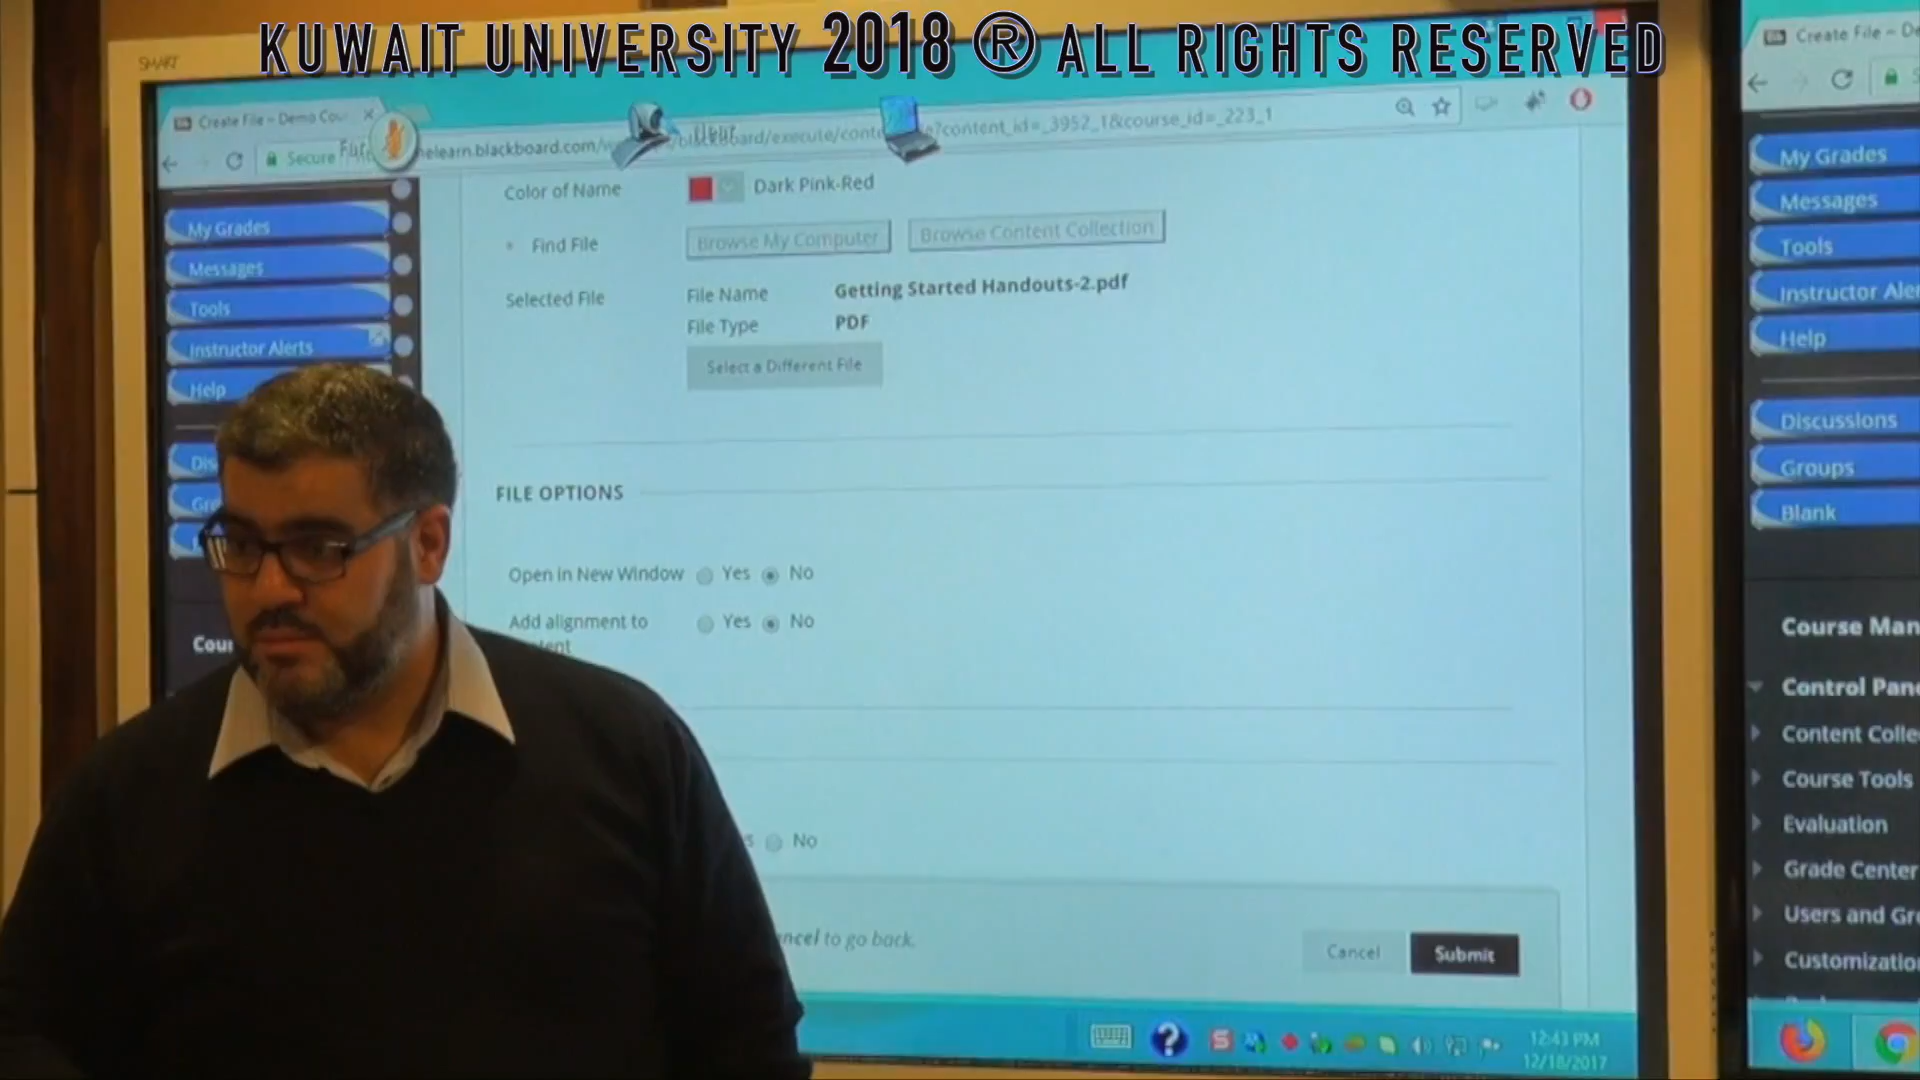 KUWAIT UNIVERSITY 2018 ® ALL RIGHTS RESERVED
SMART
Create File – Demo Cou
Secure
helearn.blackboard.com/
board/execute/conte
?content_id=_3952_1&course_id=_223_1
My Grades
Messages
Tools
Instructor Alerts
Help
Cour
Color of Name
Dark Pink-Red
* Find File
Browse My Computer
Browse Content Collection
Selected File
File Name
Getting Started Handouts-2.pdf
File Type
PDF
Select a Different File
FILE OPTIONS
Open in New Window Yes No
Add alignment to Yes No
No
ncel to go back.
Cancel
Submit
12:43 PM
12/18/2017
Create File – De
My Grades
Messages
Tools
Instructor Aler
Help
Discussions
Groups
Blank
Course Man
Control Pane
Content Colle
Course Tools
Evaluation
Grade Center
Users and Gro
Customization